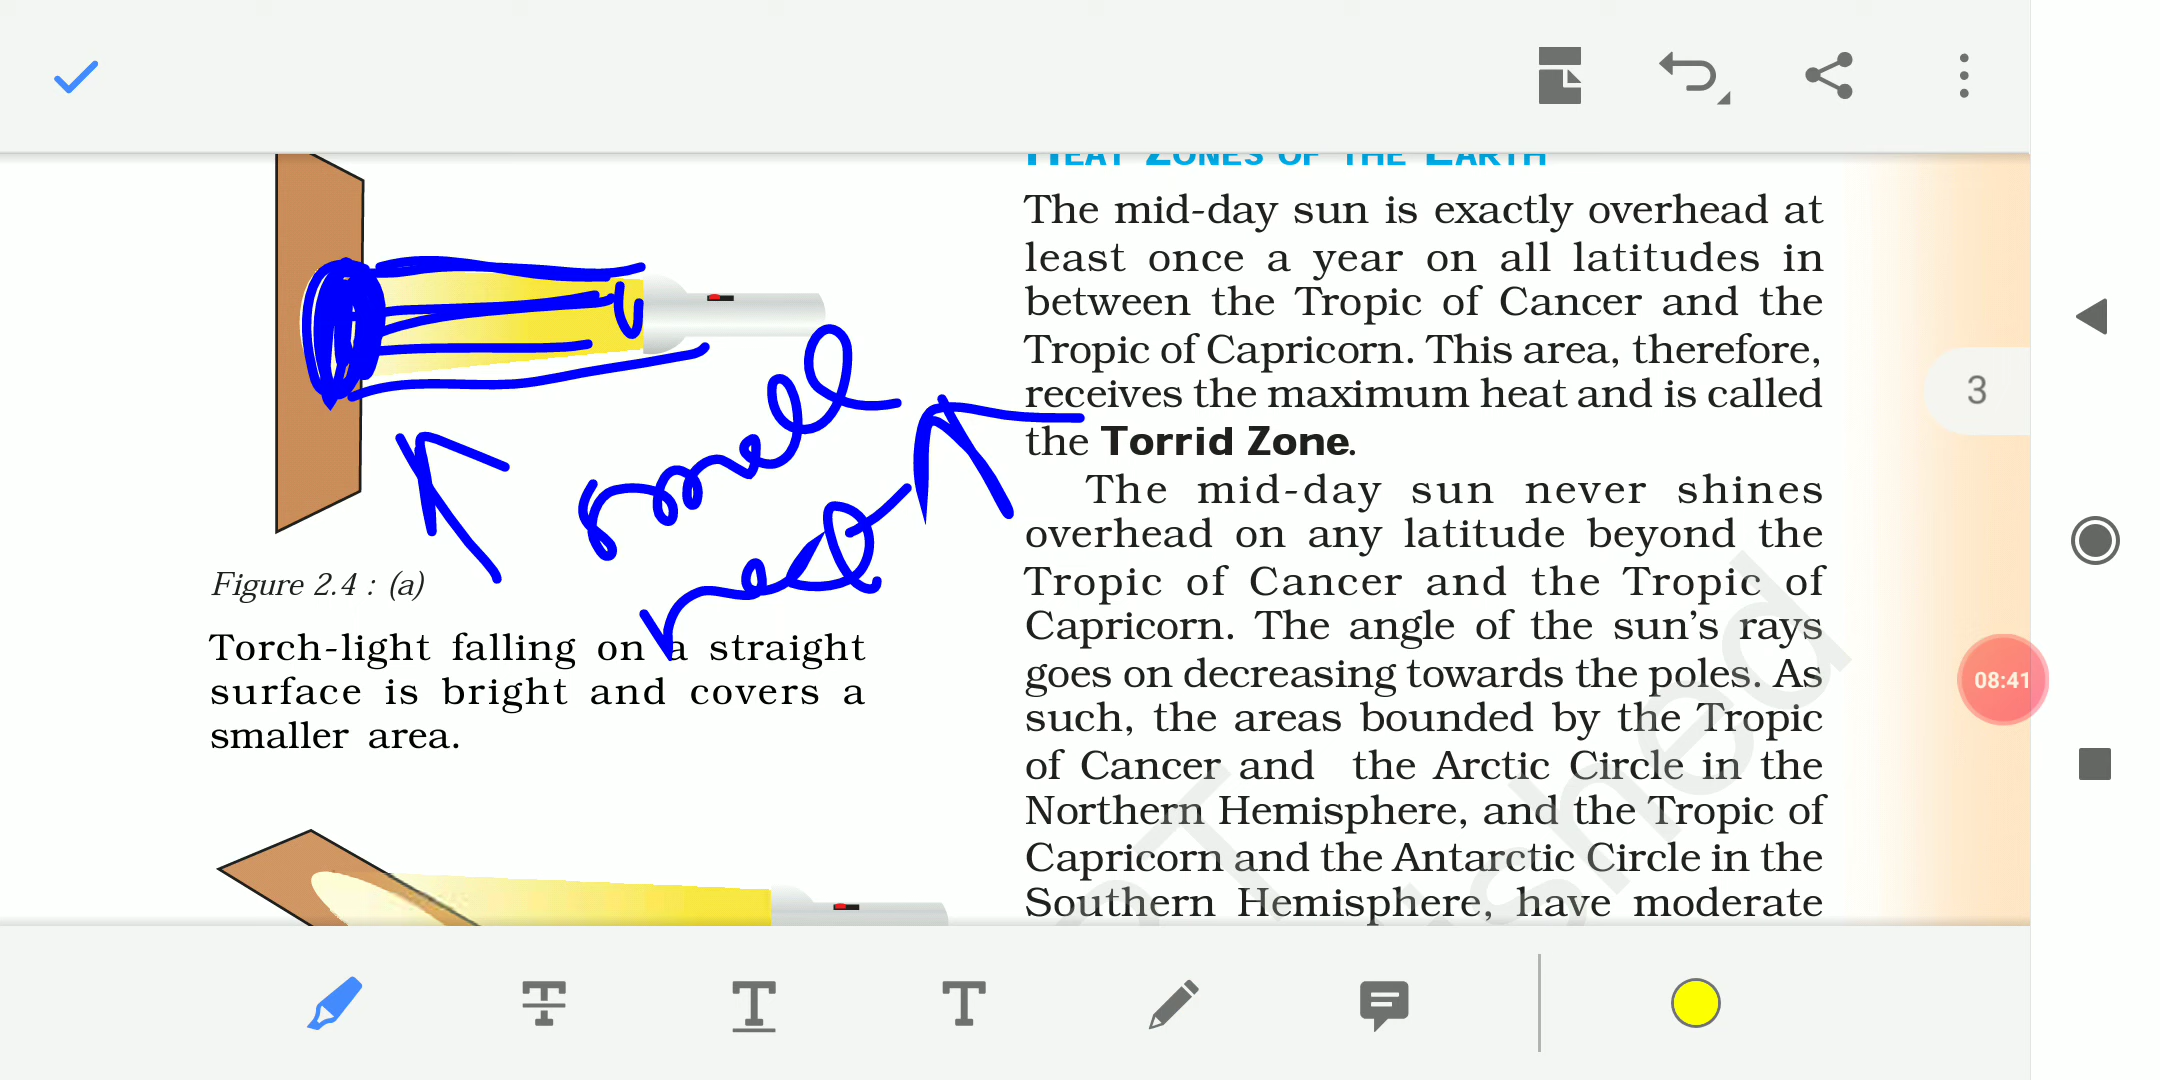 HEAT ZONES OF THE EARTH
The mid-day sun is exactly overhead at
least once a year on all latitudes in
between the Tropic of Cancer and the
Tropic of Capricorn. This area, therefore,
receives the maximum heat and is called
the Torrid Zone.
The mid-day sun never shines
overhead on any latitude beyond the
Tropic of Cancer and the Tropic of
Capricorn. The angle of the sun’s rays
goes on decreasing towards the poles. As
such, the areas bounded by the Tropic
of Cancer and the Arctic Circle in the
Northern Hemisphere, and the Tropic of
Capricorn and the Antarctic Circle in the
Southern Hemisphere, have moderate
small
Figure 2.4 : (a)
Torch-light falling on a straight
surface is bright and covers a
smaller area.
3
08:41
T T T